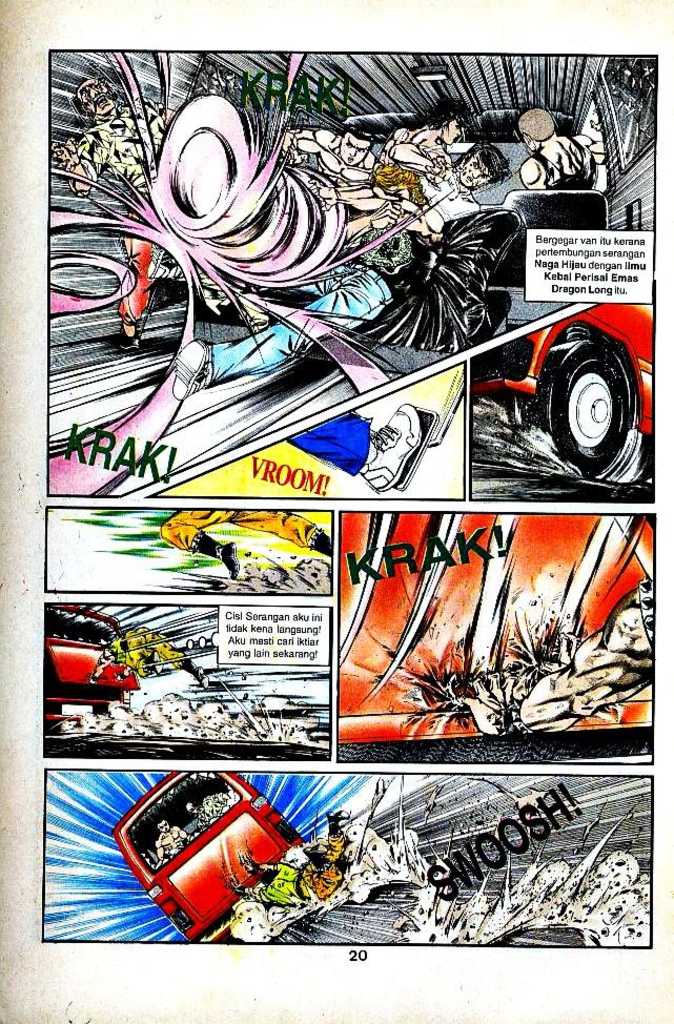 KRAK!
Bergegar van itu kerana
pertembungan serangan
Naga Hijau dengan Ilmu
Kebal Perisai Emas
Dragon Long itu.
KRAK!
VROOM!
KRAK!
Cis! Serangan aku ini
tidak kena langsung!
Aku mesti cari iktiar
yang lain sekarang!
SWOOSH!
20